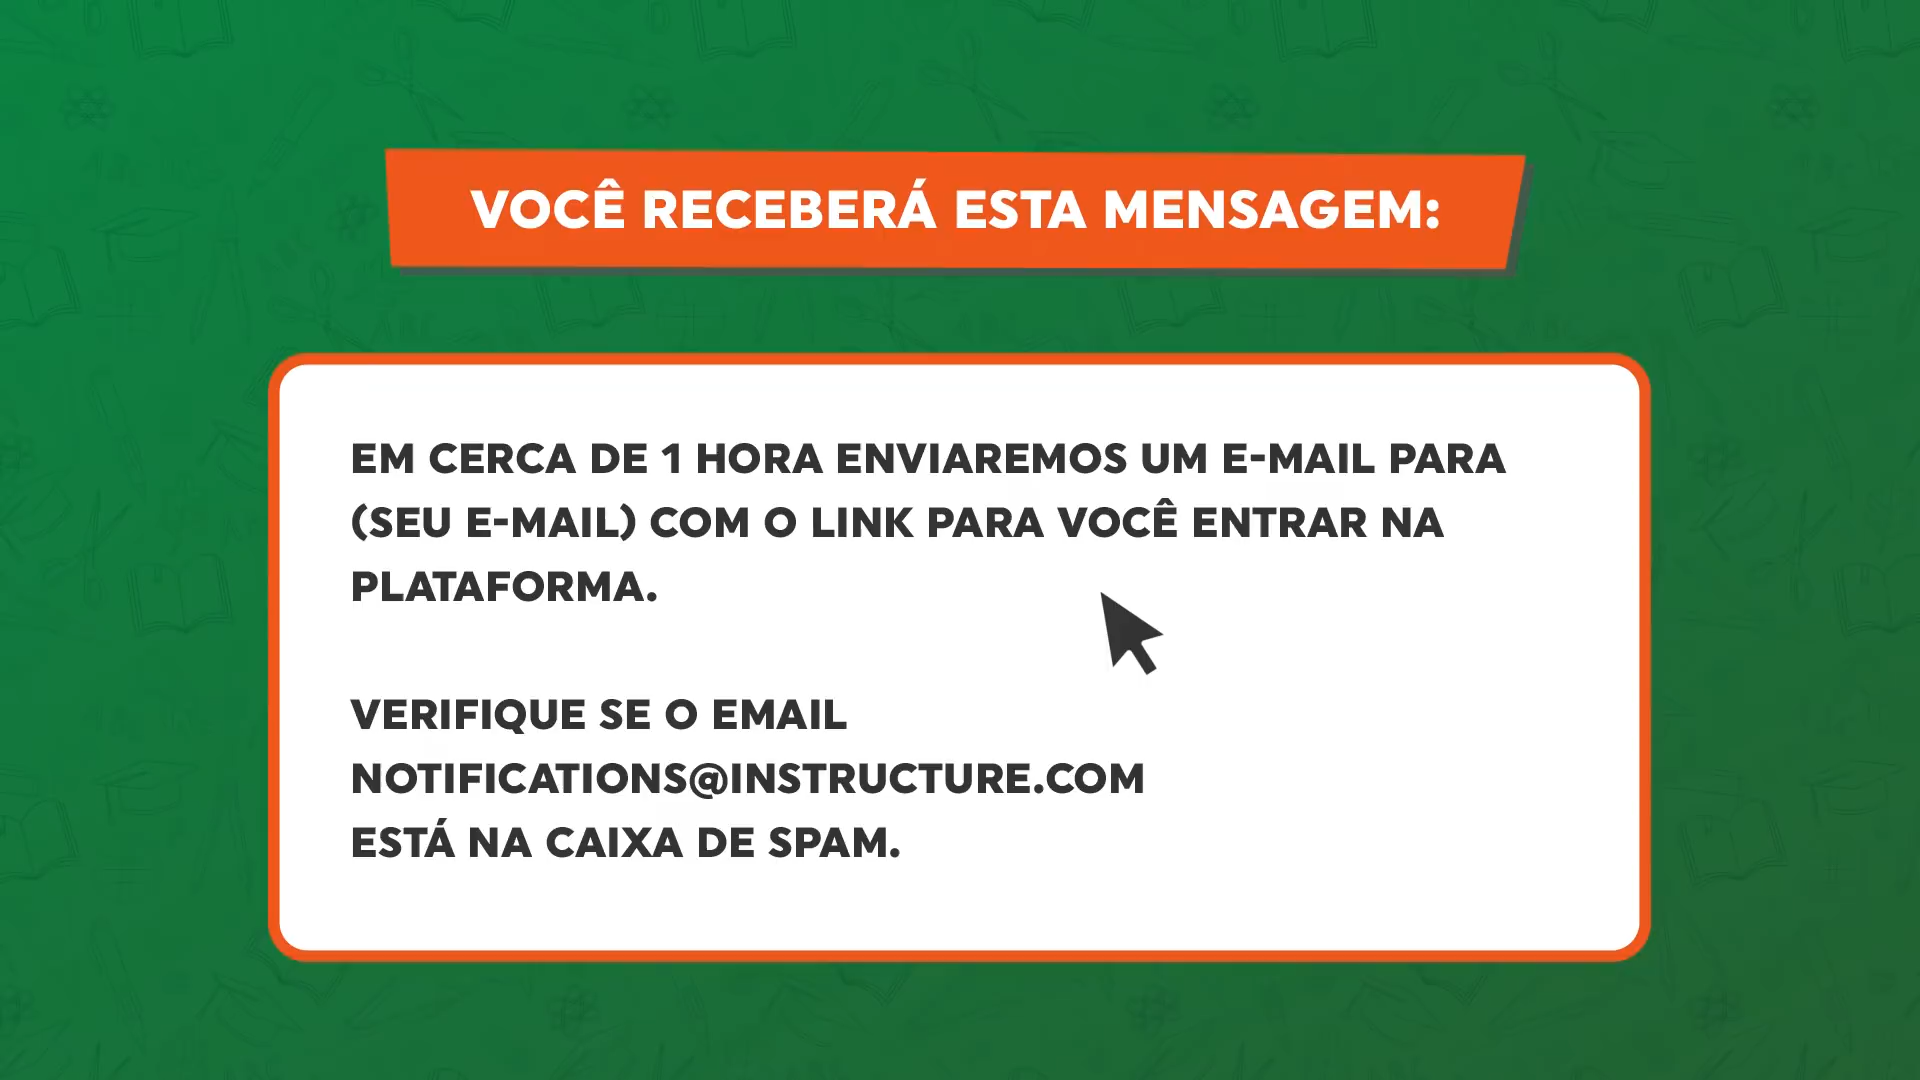 VOCÊ RECEBERÁ ESTA MENSAGEM:
EM CERCA DE 1 HORA ENVIAREMOS UM E-MAIL PARA
(SEU E-MAIL) COM O LINK PARA VOCÊ ENTRAR NA
PLATAFORMA.
VERIFIQUE SE O EMAIL
NOTIFICATIONS@INSTRUCTURE.COM
ESTÁ NA CAIXA DE SPAM.